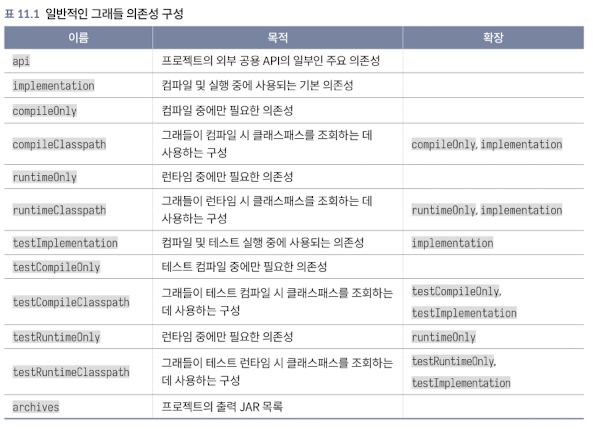 표 11.1 일반적인 그래들 의존성 구성
이름 목적 확장
api 프로젝트의 외부 공용 API의 일부인 주요 의존성
implementation 컴파일 및 실행 중에 사용되는 기본 의존성
compileOnly 컴파일 중에만 필요한 의존성
compileClasspath 그래들이 컴파일 시 클래스패스를 조회하는 데
사용하는 구성 compileOnly, implementation
runtimeOnly 런타임 중에만 필요한 의존성
runtimeClasspath 그래들이 런타임 시 클래스패스를 조회하는 데
사용하는 구성 runtimeOnly, implementation
testImplementation 컴파일 및 테스트 실행 중에 사용되는 의존성 implementation
testCompileOnly 테스트 컴파일 중에만 필요한 의존성
testCompileClasspath 그래들이 테스트 컴파일 시 클래스패스를 조회하는 testCompileOnly,
데 사용하는 구성 testImplementation
testRuntimeOnly 런타임 중에만 필요한 의존성 runtimeOnly
testRuntimeClasspath 그래들이 테스트 런타임 시 클래스패스를 조회하는 testRuntimeOnly,
데 사용하는 구성 testImplementation
archives 프로젝트의 출력 JAR 목록